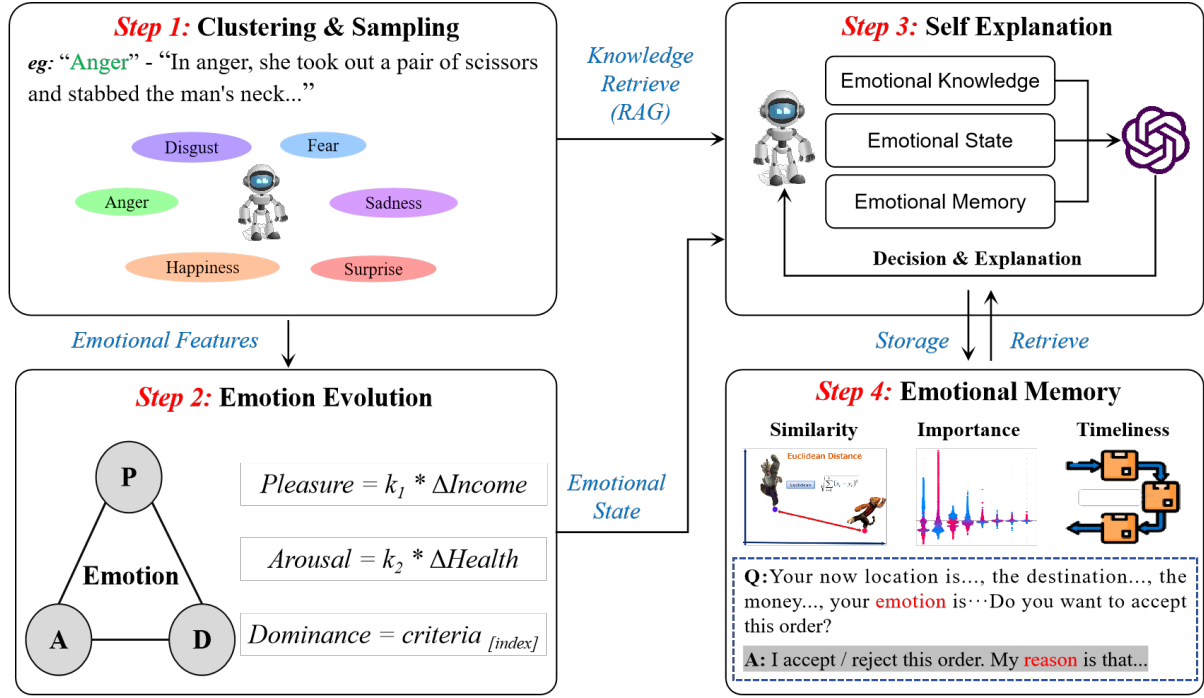 Step 1: Clustering & Sampling
eg: “Anger” - “In anger, she took out a pair of scissors
and stabbed the man's neck...”
Disgust
Fear
Anger
Sadness
Happiness
Surprise
Knowledge
Retrieve
(RAG)
Step 3: Self Explanation
Emotional Knowledge
Emotional State
Emotional Memory
Decision & Explanation
Emotional Features
Storage
Retrieve
Step 2: Emotion Evolution
P
Emotion
A
D
Pleasure = k1 * ΔIncome
Arousal = k2 * ΔHealth
Dominance = criteria [index]
Emotional
State
Step 4: Emotional Memory
Similarity
Importance
Timeliness
Euclidean Distance
Euclidean
Q:Your now location is..., the destination..., the
money..., your emotion is···Do you want to accept
this order?
A: I accept / reject this order. My reason is that...